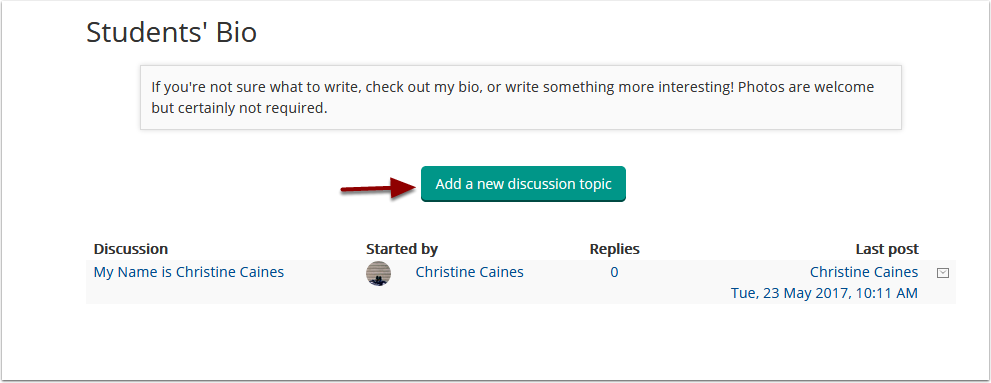 Students' Bio
If you're not sure what to write, check out my bio, or write something more interesting! Photos are welcome
but certainly not required.
Add a new discussion topic
Discussion Started by Replies Last post
My Name is Christine Caines Christine Caines 0 Christine Caines
Tue, 23 May 2017, 10:11 AM